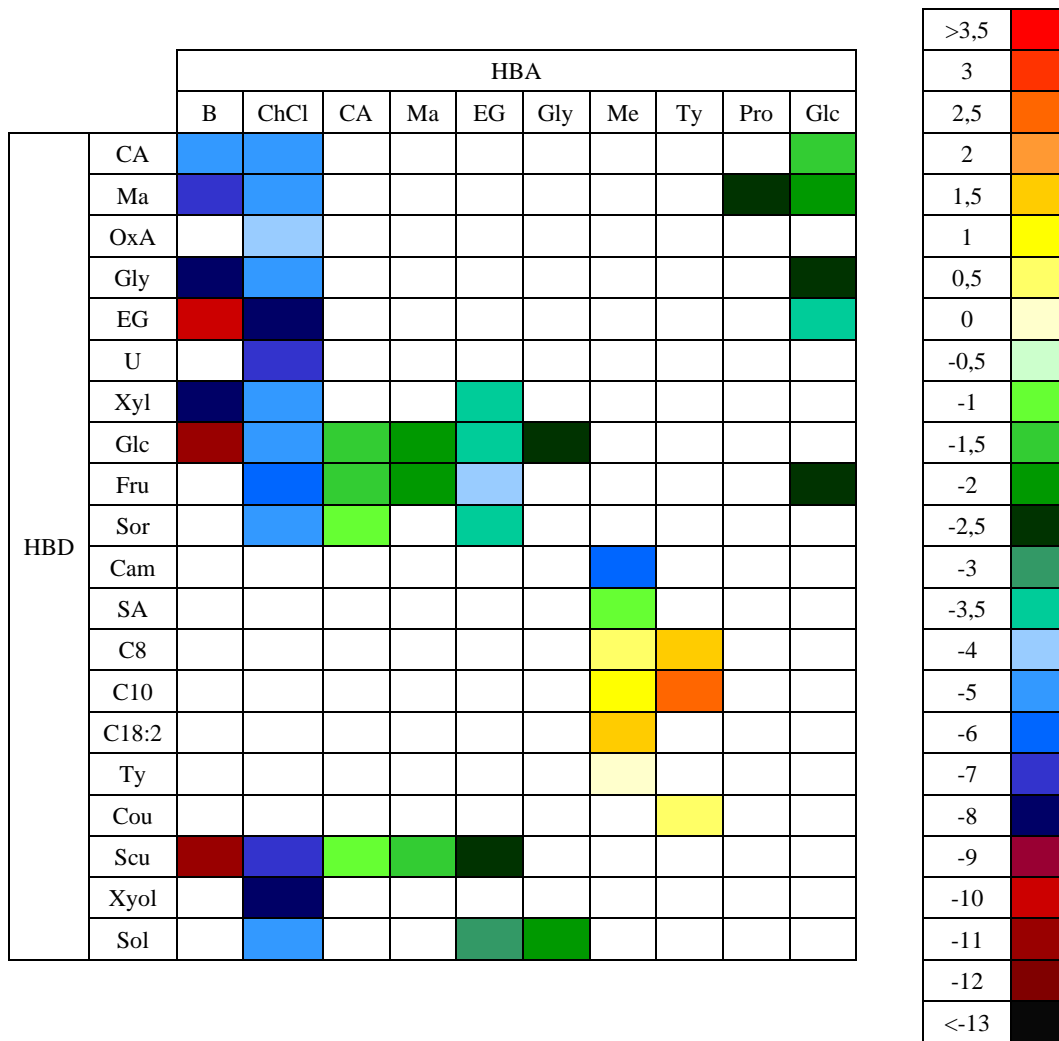 HBA
B ChCl CA Ma EG Gly Me Ty Pro Glc
HBD
CA
Ma
OxA
Gly
EG
U
Xyl
Glc
Fru
Sor
Cam
SA
C8
C10
C18:2
Ty
Cou
Scu
Xyol
Sol
>3,5
3
2,5
2
1,5
1
0,5
0
-0,5
-1
-1,5
-2
-2,5
-3
-3,5
-4
-5
-6
-7
-8
-9
-10
-11
-12
<-13